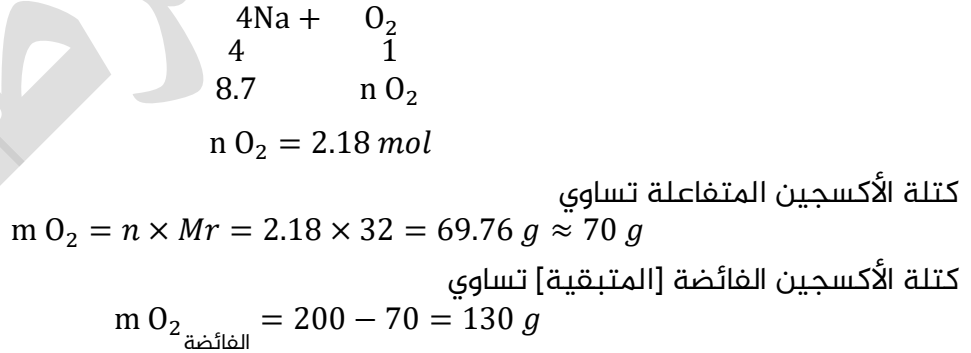 4Na + O₂
4 1
8.7 n O₂
n O₂ = 2.18 mol
كتلة الأكسجين المتفاعلة تساوي
m O₂ = n × Mr = 2.18 × 32 = 69.76 g ≈ 70 g
كتلة الأكسجين الفائضة [المتبقية] تساوي
m O₂ الفائضة = 200 − 70 = 130 g